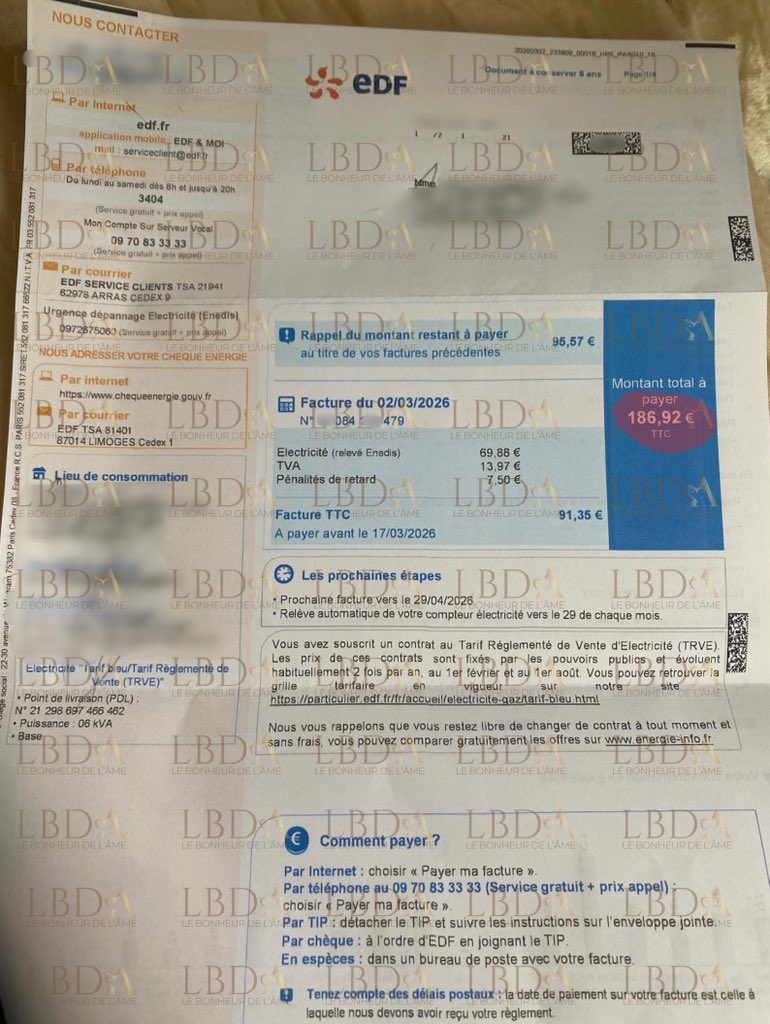 NOUS CONTACTER
Par Internet
edf.fr
application mobile : EDF & MOI
mail : serviceclient@edf.fr
Par téléphone
Du lundi au samedi dès 8h et jusqu'à 20h
3404
(Service gratuit + prix appel)
Mon Compte Sur Serveur Vocal
09 70 83 33 33
(Service gratuit + prix appel)
Par courrier
EDF SERVICE CLIENTS TSA 21941
62978 ARRAS CEDEX 9
Urgence dépannage Electricité (Enedis)
(Service gratuit + prix appel)
NOUS ADRESSER VOTRE CHEQUE ENERGIE
Par internet
https://www.chequeenergie.gouv.fr
Par courrier
EDF TSA 81401
87014 LIMOGES Cedex 1
Lieu de consommation
Electricité "Tarif bleu/Tarif Règlementé de
Vente (TRVE)"
• Point de livraison (PDL) :
N° 21 298 697 466 462
• Puissance : 06 kVA
• Base
edf
Document à conserver 5 ans Page 1/4
1 /2 1 21
Mme
Rappel du montant restant à payer
au titre de vos factures précédentes
95,57 €
Facture du 02/03/2026
N° 084 1 479
Electricité (relevé Enedis) 69,88 €
TVA 13,97 €
Pénalités de retard 7,50 €
Facture TTC 91,35 €
A payer avant le 17/03/2026
Montant total à
payer
186,92 €
TTC
Les prochaines étapes
• Prochaine facture vers le 29/04/2026.
• Relève automatique de votre compteur électricité vers le 29 de chaque mois.
Vous avez souscrit un contrat au Tarif Règlementé de Vente d'Electricité (TRVE).
Les prix de ces contrats sont fixés par les pouvoirs publics et évoluent
habituellement 2 fois par an, au 1er février et au 1er août. Vous pouvez retrouver la
grille tarifaire en vigueur sur notre site
https://particulier.edf.fr/fr/accueil/electricite-gaz/tarif-bleu.html
Nous vous rappelons que vous restez libre de changer de contrat à tout moment et
sans frais, vous pouvez comparer gratuitement les offres sur www.energie-info.fr
Comment payer ?
Par Internet : choisir « Payer ma facture ».
Par téléphone au 09 70 83 33 33 (Service gratuit + prix appel) :
choisir « Payer ma facture ».
Par TIP : détacher le TIP et suivre les instructions sur l'enveloppe jointe.
Par chèque : à l'ordre d'EDF en joignant le TIP.
En espèces : dans un bureau de poste avec votre facture.
Tenez compte des délais postaux : la date de paiement sur votre facture est celle à
laquelle nous devons avoir reçu votre règlement.
LBDA
LE BONHEUR DE L'ÂME